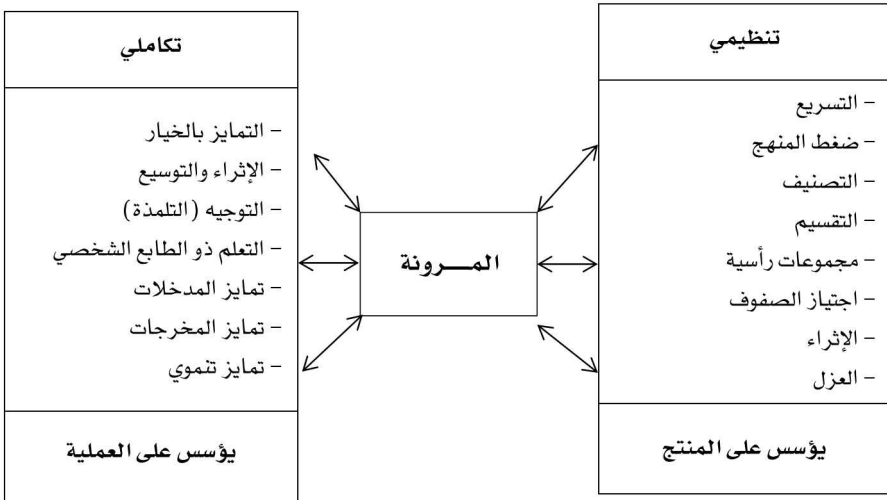 تنظيمي
– التسريع
– ضغط المنهج
– التصنيف
– التقسيم
– مجموعات رأسية
– اجتياز الصفوف
– الإثراء
– العزل
يؤسس على المنتج
المـــرونة
تكاملي
– التمايز بالخيار
– الإثراء والتوسيع
– التوجيه (التلمذة)
– التعلم ذو الطابع الشخصي
– تمايز المدخلات
– تمايز المخرجات
– تمايز تنموي
يؤسس على العملية